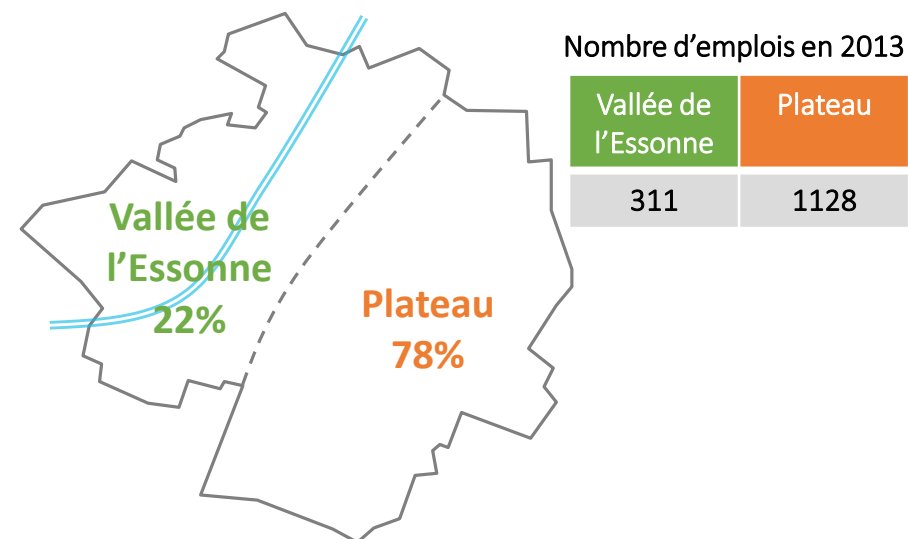 Nombre d’emplois en 2013
Vallée de
l’Essonne
Plateau
311
1128
Vallée de
l’Essonne
22%
Plateau
78%